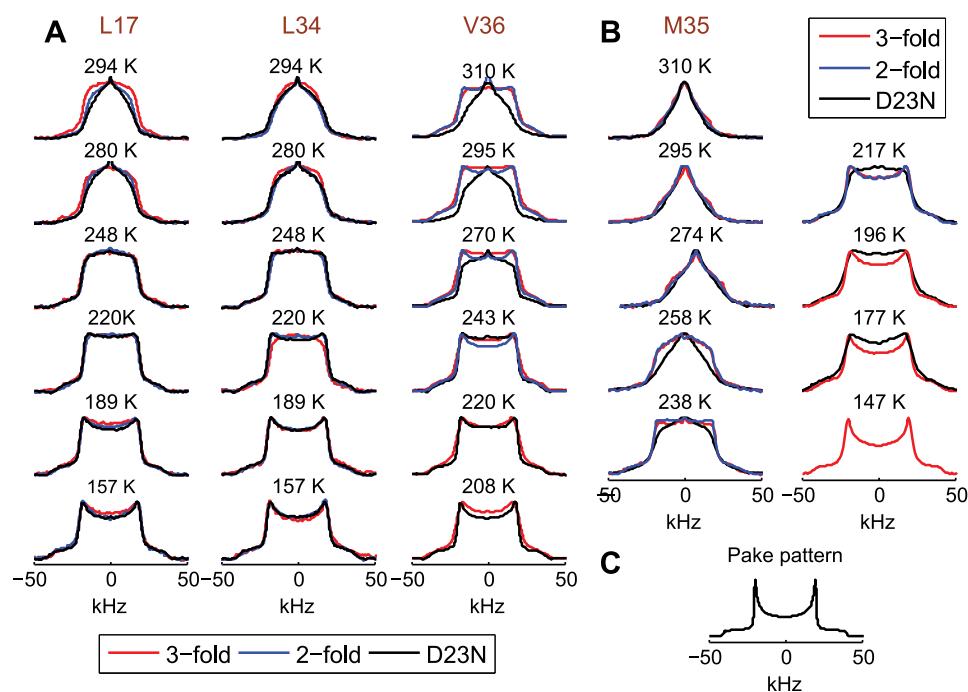 A L17 L34 V36 B M35
3−fold
2−fold
D23N
294 K 294 K 310 K 310 K
280 K 280 K 295 K 295 K 217 K
248 K 248 K 270 K 274 K 196 K
220K 220 K 243 K 258 K 177 K
189 K 189 K 220 K 238 K 147 K
157 K 157 K 208 K
−50 0 50
kHz
−50 0 50
kHz
−50 0 50
kHz
0 50
kHz
−50 0 50
kHz
C Pake pattern
−50 0 50
kHz
3−fold 2−fold D23N